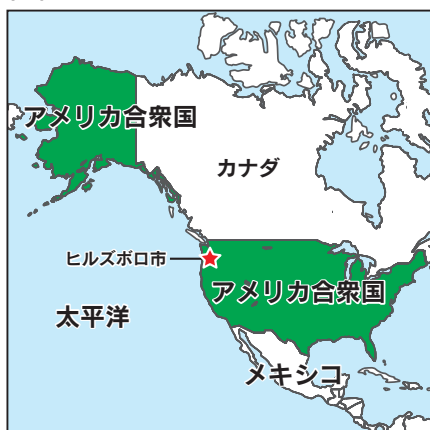 アメリカ合衆国
カナダ
ヒルズボロ市
アメリカ合衆国
太平洋
メキシコ